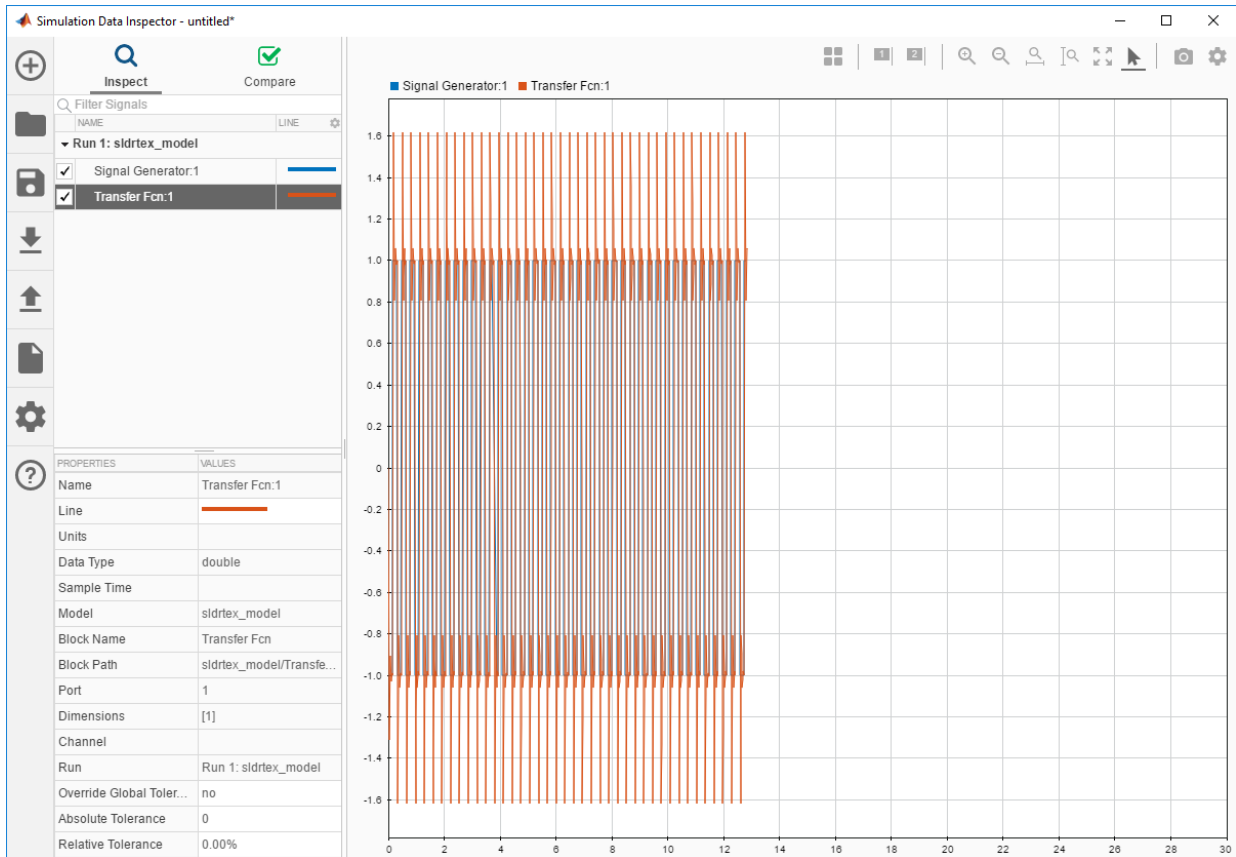 Simulation Data Inspector - untitled*
Inspect
Compare
Filter Signals
NAME LINE
Run 1: sldrtex_model
Signal Generator:1
Transfer Fcn:1
PROPERTIES VALUES
Name Transfer Fcn:1
Line
Units
Data Type double
Sample Time
Model sldrtex_model
Block Name Transfer Fcn
Block Path sldrtex_model/Transfe...
Port 1
Dimensions [1]
Channel
Run Run 1: sldrtex_model
Override Global Toler... no
Absolute Tolerance 0
Relative Tolerance 0.00%
1 2
Signal Generator:1 Transfer Fcn:1
1.6
1.4
1.2
1.0
0.8
0.6
0.4
0.2
0
-0.2
-0.4
-0.6
-0.8
-1.0
-1.2
-1.4
-1.6
0 2 4 6 8 10 12 14 16 18 20 22 24 26 28 30